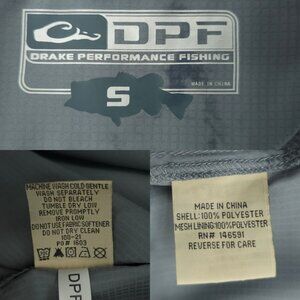 DPF
DRAKE PERFORMANCE FISHING
MADE IN CHINA
S
MACHINE WASH COLD GENTLE
WASH SEPARATELY
DO NOT BLEACH
TUMBLE DRY LOW
REMOVE PROMPTLY
IRON LOW
DO NOT USE FABRIC SOFTENER
DO NOT DRY CLEAN
PO# 1603
DPF
MADE IN CHINA
SHELL: 100% POLYESTER
MESH LINING: 100% POLYESTER
RN# 146591
REVERSE FOR CARE